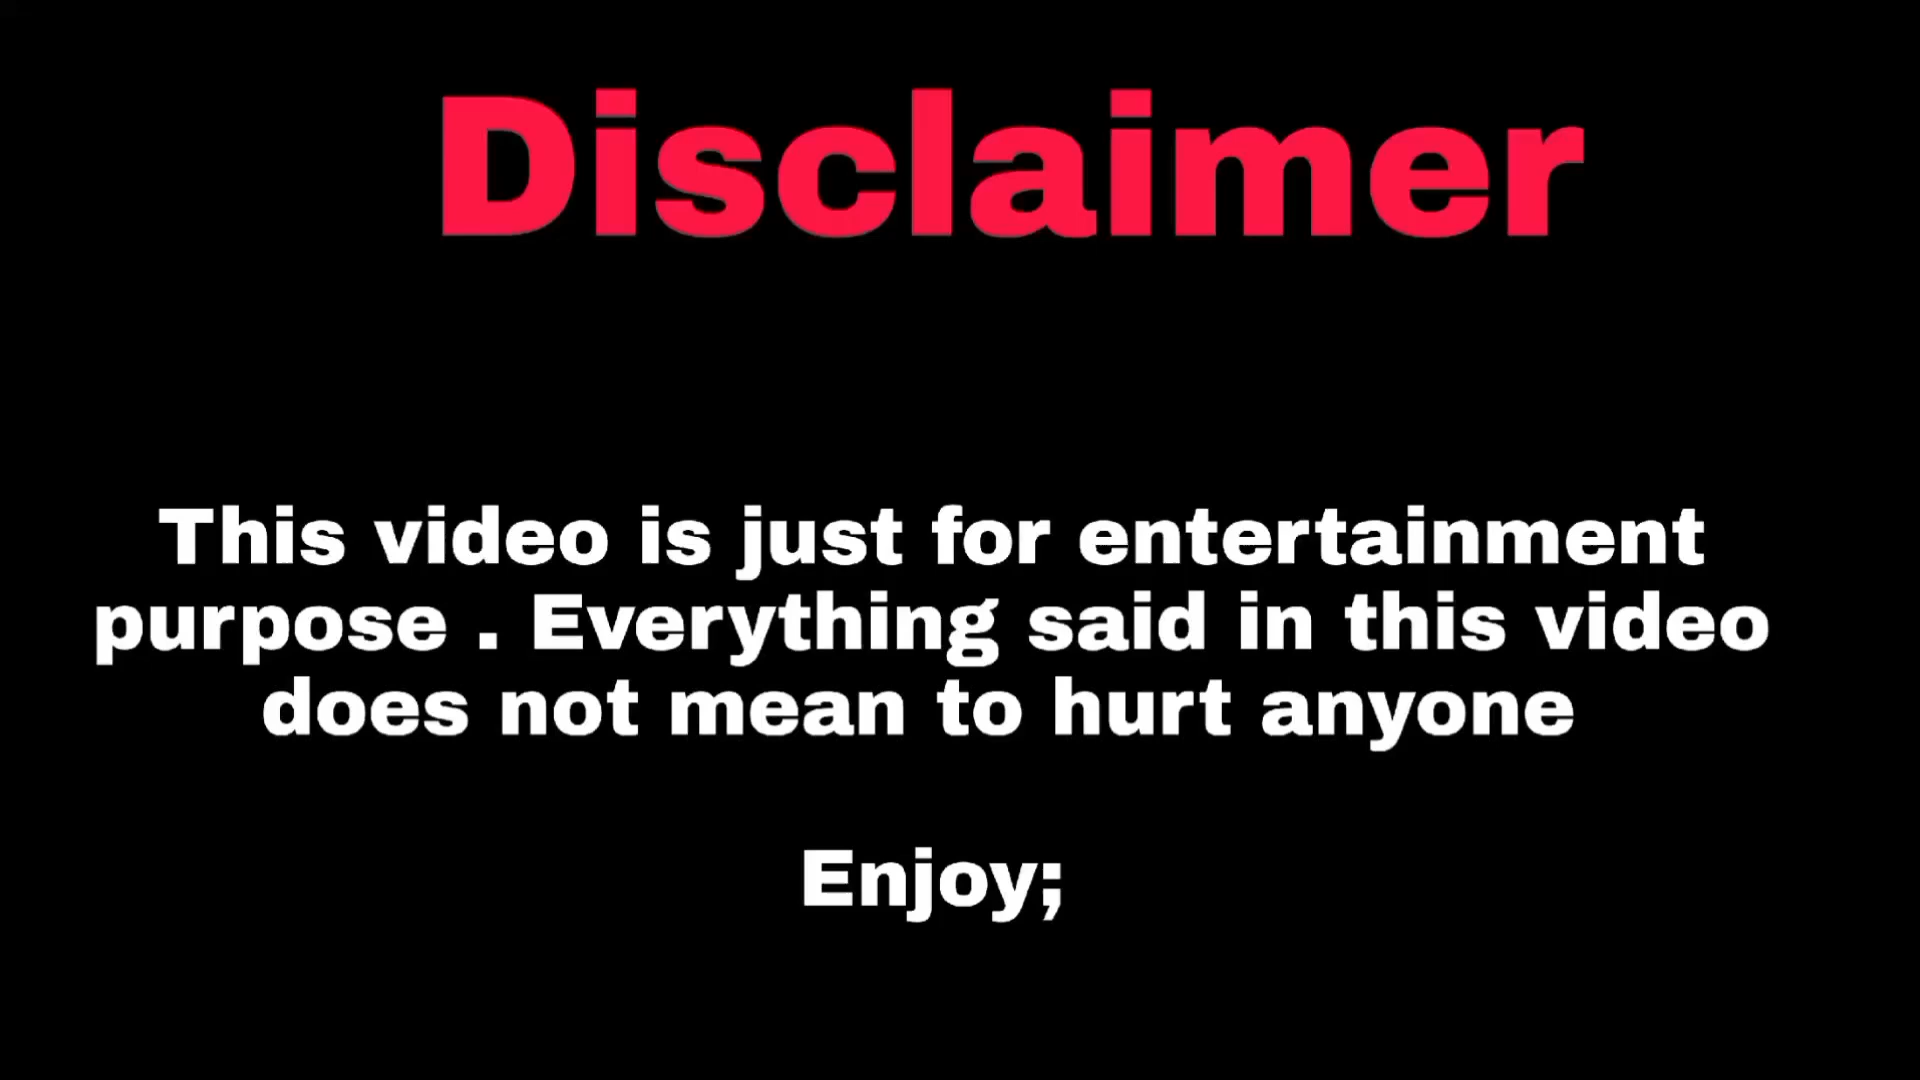 Disclaimer
This video is just for entertainment
purpose . Everything said in this video
does not mean to hurt anyone
Enjoy;